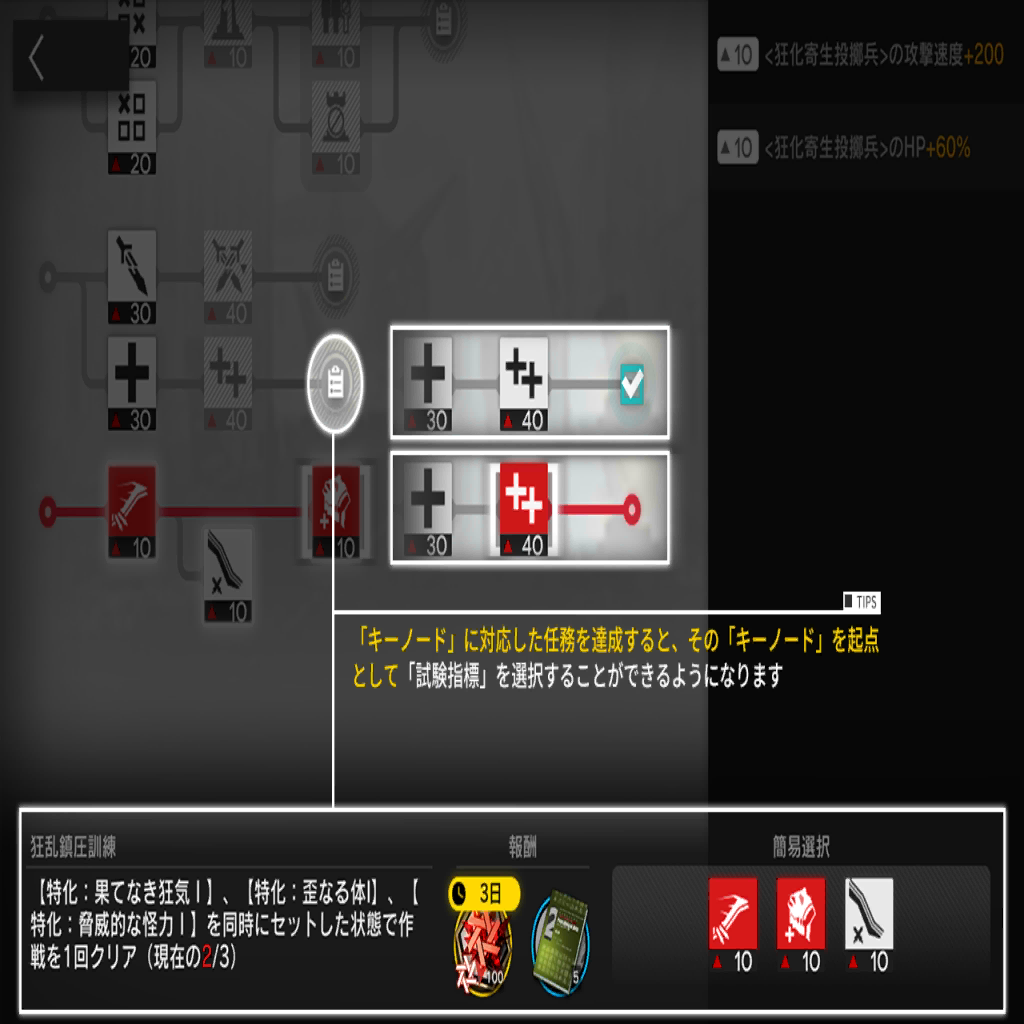 20
10
10
▲10 <狂化寄生投擲兵>の攻撃速度+200
20
10
▲10 <狂化寄生投擲兵>のHP+60%
30
40
30
40
30
40
10
10
30
40
10
TIPS
「キーノード」に対応した任務を達成すると、その「キーノード」を起点
として「試験指標」を選択することができるようになります
狂乱鎮圧訓練
報酬
簡易選択
【特化：果てなき狂気Ⅰ】、【特化：歪なる体Ⅰ】、【
特化：脅威的な怪力Ⅰ】を同時にセットした状態で作
戦を1回クリア（現在の2/3）
3日
100
2
5
10
10
10